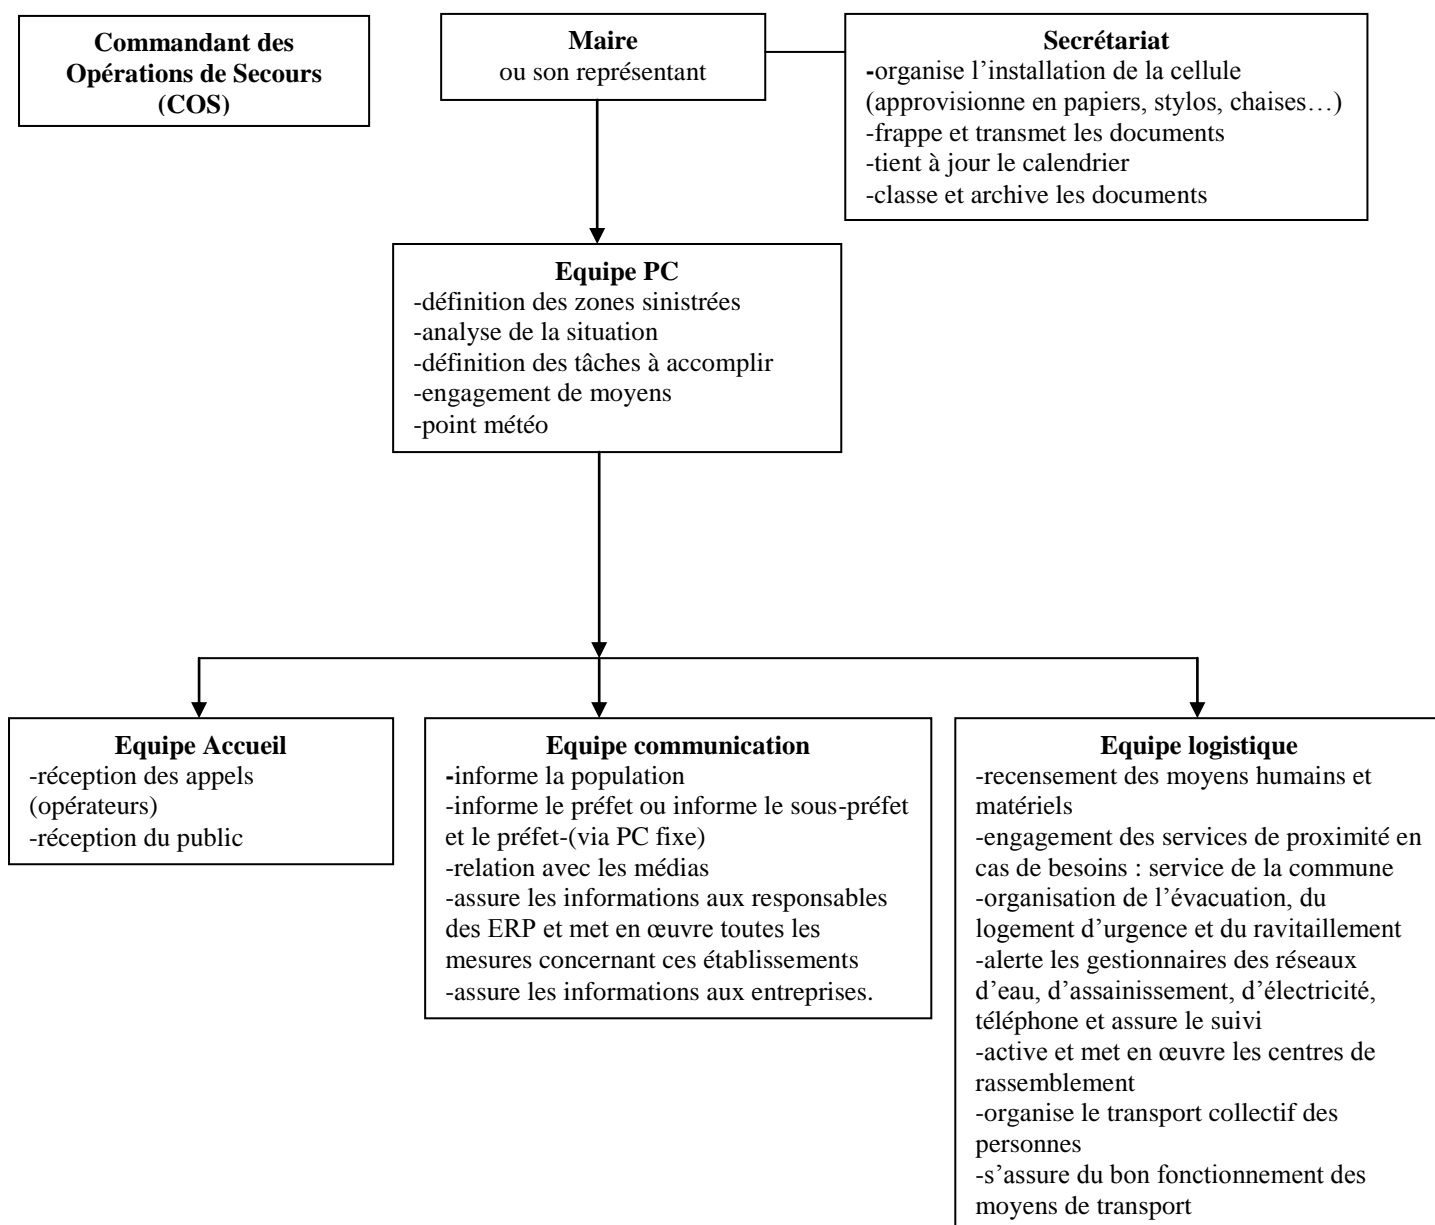 Commandant des
Opérations de Secours
(COS)
Maire
ou son représentant
Secrétariat
-organise l’installation de la cellule
(approvisionne en papiers, stylos, chaises…)
-frappe et transmet les documents
-tient à jour le calendrier
-classe et archive les documents
Equipe PC
-définition des zones sinistrées
-analyse de la situation
-définition des tâches à accomplir
-engagement de moyens
-point météo
Equipe Accueil
-réception des appels
(opérateurs)
-réception du public
Equipe communication
-informe la population
-informe le préfet ou informe le sous-préfet
et le préfet-(via PC fixe)
-relation avec les médias
-assure les informations aux responsables
des ERP et met en œuvre toutes les
mesures concernant ces établissements
-assure les informations aux entreprises.
Equipe logistique
-recensement des moyens humains et
matériels
-engagement des services de proximité en
cas de besoins : service de la commune
-organisation de l’évacuation, du
logement d’urgence et du ravitaillement
-alerte les gestionnaires des réseaux
d’eau, d’assainissement, d’électricité,
téléphone et assure le suivi
-active et met en œuvre les centres de
rassemblement
-organise le transport collectif des
personnes
-s’assure du bon fonctionnement des
moyens de transport